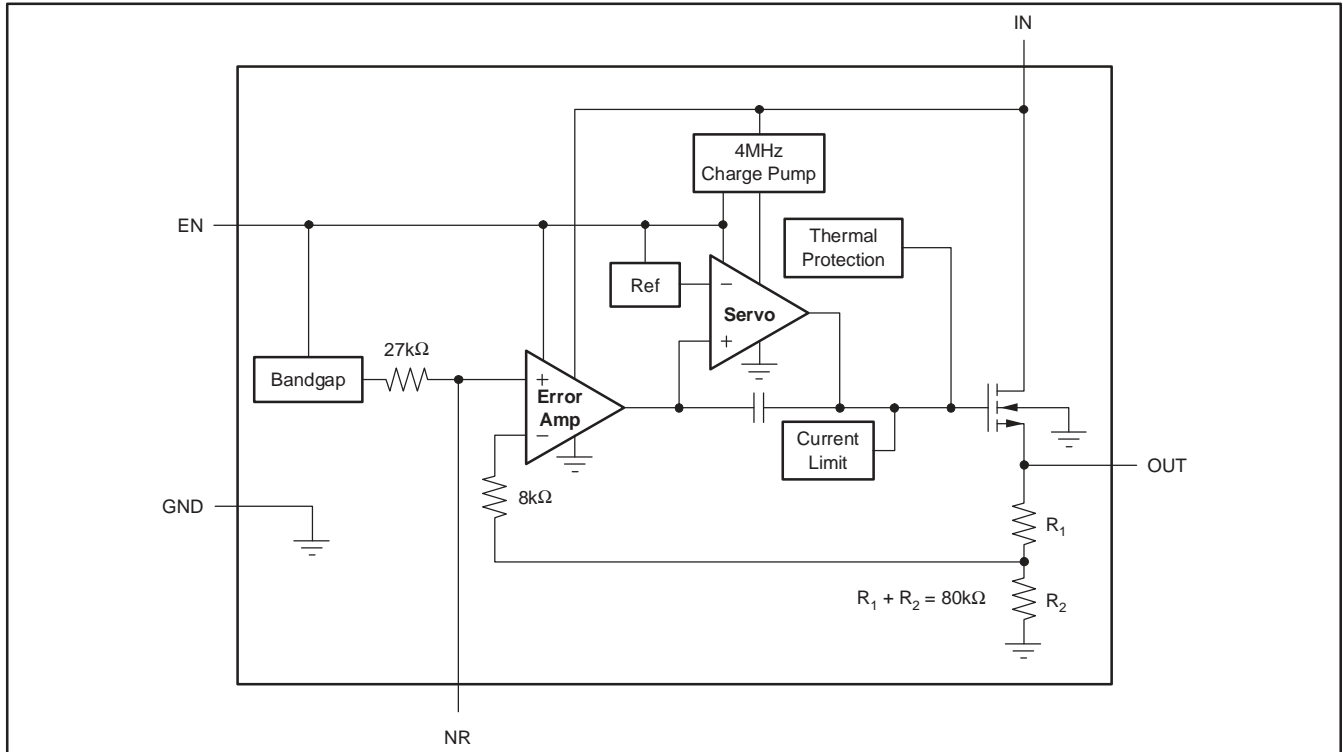 IN
4MHz
Charge Pump
EN
Thermal
Protection
Ref
−
Servo
+
27kΩ
Bandgap
+
Error
Amp
−
Current
Limit
OUT
8kΩ
GND
R1
R1 + R2 = 80kΩ
R2
NR